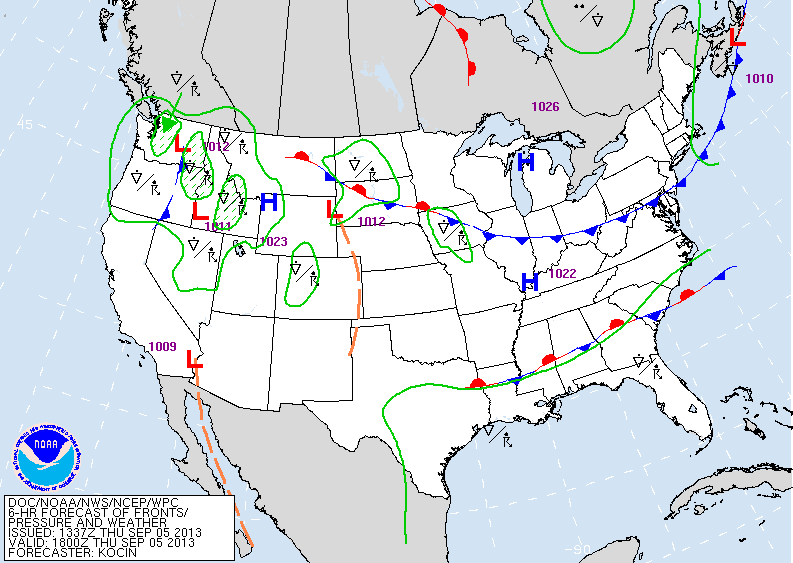 L
1010
1026
45
L
1012
H
H
L
1011
1023
L
1012
H
1022
1009
L
NOAA
-90
DOC/NOAA/NWS/NCEP/WPC
6-HR FORECAST OF FRONTS/
PRESSURE AND WEATHER
ISSUED: 1337Z THU SEP 05 2013
VALID: 1800Z THU SEP 05 2013
FORECASTER: KOCIN